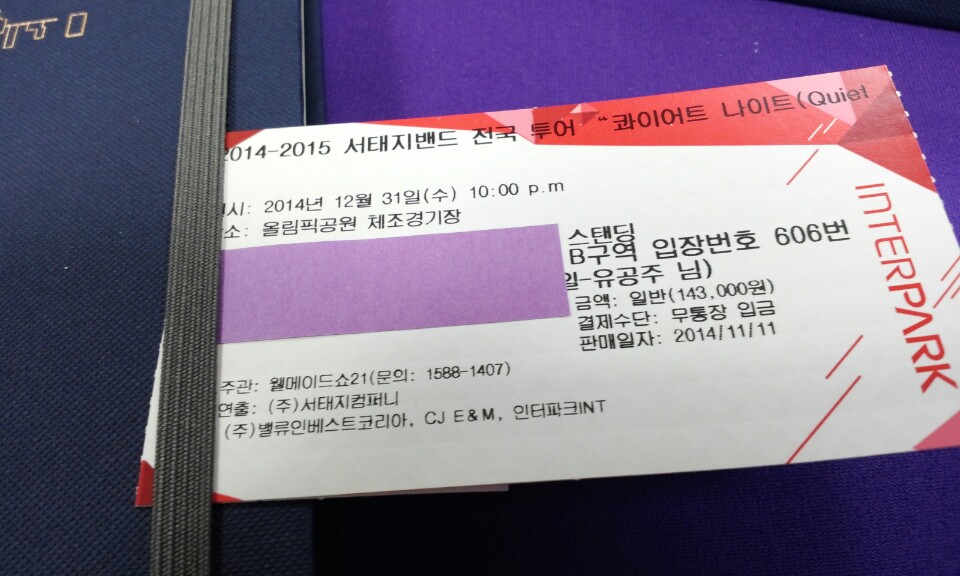 2014-2015 서태지밴드 전국 투어 “콰이어트 나이트(Quiet
시: 2014년 12월 31일(수) 10:00 p.m
소: 올림픽공원 체조경기장
스탠딩
B구역 입장번호 606번
일-유공주 님)
금액: 일반(143,000원)
결제수단: 무통장 입금
판매일자: 2014/11/11
주관: 웰메이드쇼21(문의: 1588-1407)
연출: (주)서태지컴퍼니
(주)밸류인베스트코리아, CJ E&M, 인터파크INT
INTERPARK